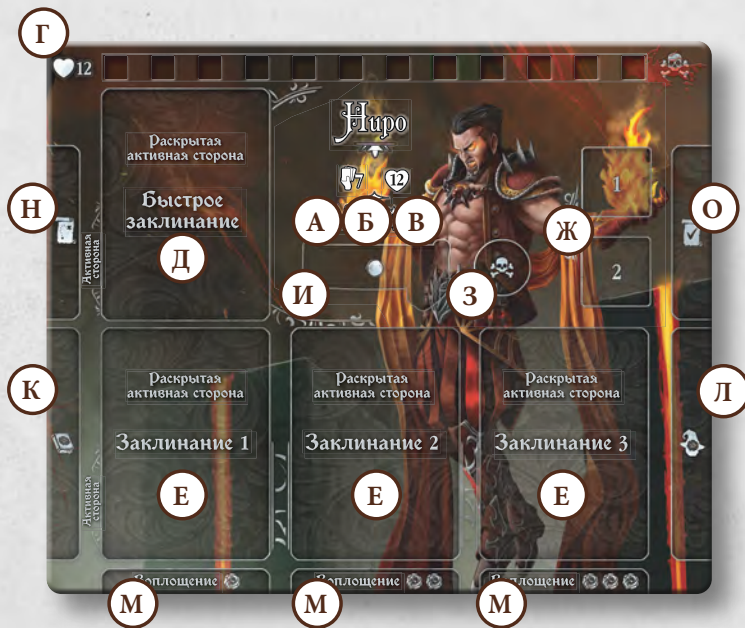 Г
12
Раскрытая
активная сторона
Быстрое
заклинание
Активная
сторона
Н
Д
Ниро
7
12
А
Б
В
И
З
Ж
1
2
О
К
Раскрытая
активная сторона
Заклинание 1
Е
Активная
сторона
Раскрытая
активная сторона
Заклинание 2
Е
Раскрытая
активная сторона
Заклинание 3
Е
Л
Воплощение
М
Воплощение
М
Воплощение
М